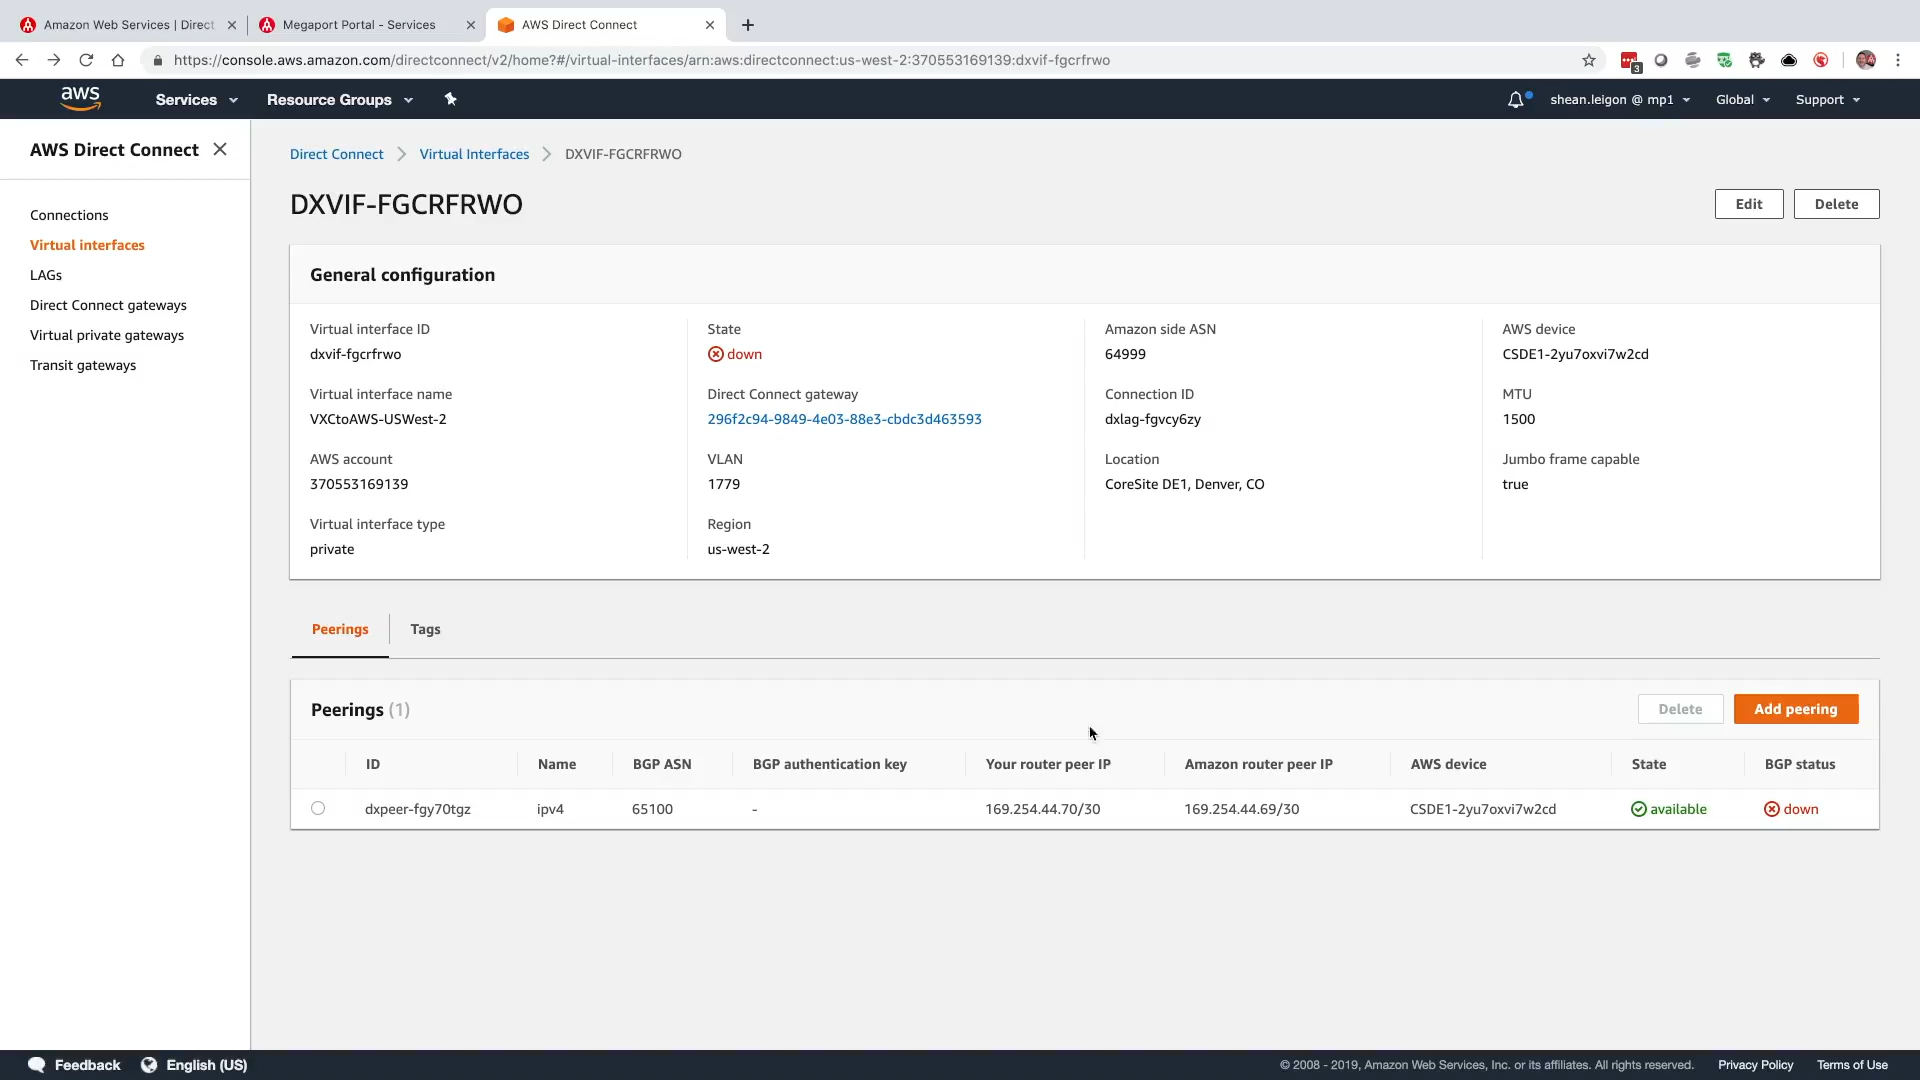 Amazon Web Services | Direct
Megaport Portal - Services
AWS Direct Connect
https://console.aws.amazon.com/directconnect/v2/home?#/virtual-interfaces/arn:aws:directconnect:us-west-2:370553169139:dxvif-fgcrfrwo
3
aws
Services
Resource Groups
shean.leigon @ mp1
Global
Support
AWS Direct Connect
Connections
Virtual interfaces
LAGs
Direct Connect gateways
Virtual private gateways
Transit gateways
Direct Connect
Virtual Interfaces
DXVIF-FGCRFRWO
DXVIF-FGCRFRWO
Edit
Delete
General configuration
Virtual interface ID
dxvif-fgcrfrwo
Virtual interface name
VXCtoAWS-USWest-2
AWS account
370553169139
Virtual interface type
private
State
down
Direct Connect gateway
296f2c94-9849-4e03-88e3-cbdc3d463593
VLAN
1779
Region
us-west-2
Amazon side ASN
64999
Connection ID
dxlag-fgvcy6zy
Location
CoreSite DE1, Denver, CO
AWS device
CSDE1-2yu7oxvi7w2cd
MTU
1500
Jumbo frame capable
true
Peerings
Tags
Peerings (1)
Delete
Add peering
ID Name BGP ASN BGP authentication key Your router peer IP Amazon router peer IP AWS device State BGP status
dxpeer-fgy70tgz ipv4 65100 - 169.254.44.70/30 169.254.44.69/30 CSDE1-2yu7oxvi7w2cd available down
Feedback
English (US)
© 2008 - 2019, Amazon Web Services, Inc. or its affiliates. All rights reserved.
Privacy Policy
Terms of Use